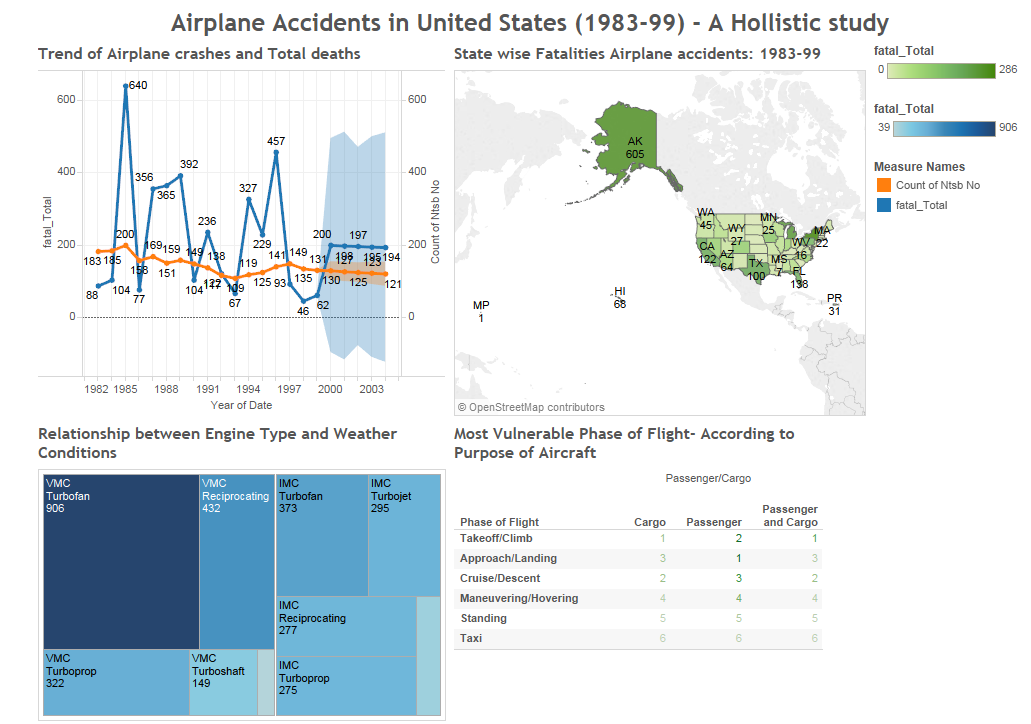 Airplane Accidents in United States (1983-99) - A Hollistic study
Trend of Airplane crashes and Total deaths
600
400
200
0
fatal_Total
600
400
200
0
Count of Ntsb No
640
356
365
392
457
327
236
229
200
197
194
183
185
200
169
159
151
149
138
158
104
77
88
104
122
109
67
119
125
141
93
149
135
131
46
62
130
125
121
1982
1985
1988
1991
1994
1997
2000
2003
Year of Date
State wise Fatalities Airplane accidents: 1983-99
AK
605
WA
45
MN
25
WY
27
MA
22
WV
16
CA
122
AZ
64
TX
100
MS
7
FL
138
HI
68
MP
1
PR
31
© OpenStreetMap contributors
fatal_Total
0
286
fatal_Total
39
906
Measure Names
Count of Ntsb No
fatal_Total
Relationship between Engine Type and Weather
Conditions
VMC
Turbofan
906
VMC
Reciprocating
432
VMC
Turboprop
322
VMC
Turboshaft
149
IMC
Turbofan
373
IMC
Turbojet
295
IMC
Reciprocating
277
IMC
Turboprop
275
Most Vulnerable Phase of Flight- According to
Purpose of Aircraft
Passenger/Cargo
Phase of Flight Cargo Passenger Passenger and Cargo
Takeoff/Climb 1 2 1
Approach/Landing 3 1 3
Cruise/Descent 2 3 2
Maneuvering/Hovering 4 4 4
Standing 5 5 5
Taxi 6 6 6